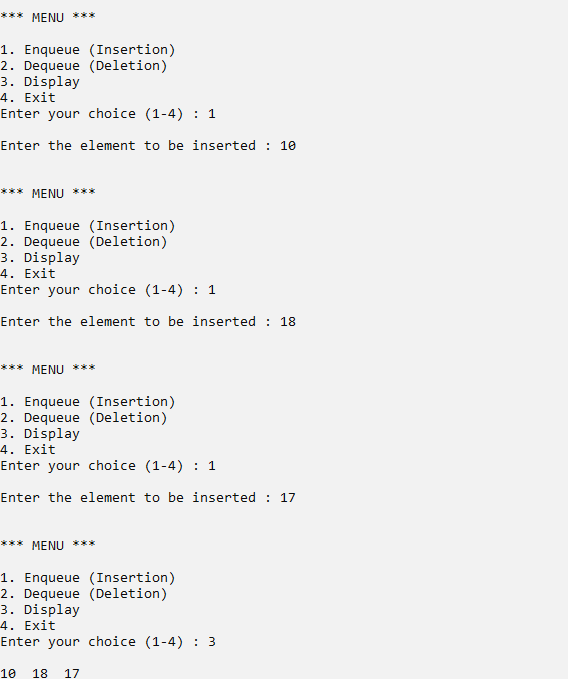 *** MENU ***
1. Enqueue (Insertion)
2. Dequeue (Deletion)
3. Display
4. Exit
Enter your choice (1-4) : 1
Enter the element to be inserted : 10
*** MENU ***
1. Enqueue (Insertion)
2. Dequeue (Deletion)
3. Display
4. Exit
Enter your choice (1-4) : 1
Enter the element to be inserted : 18
*** MENU ***
1. Enqueue (Insertion)
2. Dequeue (Deletion)
3. Display
4. Exit
Enter your choice (1-4) : 1
Enter the element to be inserted : 17
*** MENU ***
1. Enqueue (Insertion)
2. Dequeue (Deletion)
3. Display
4. Exit
Enter your choice (1-4) : 3
10  18  17